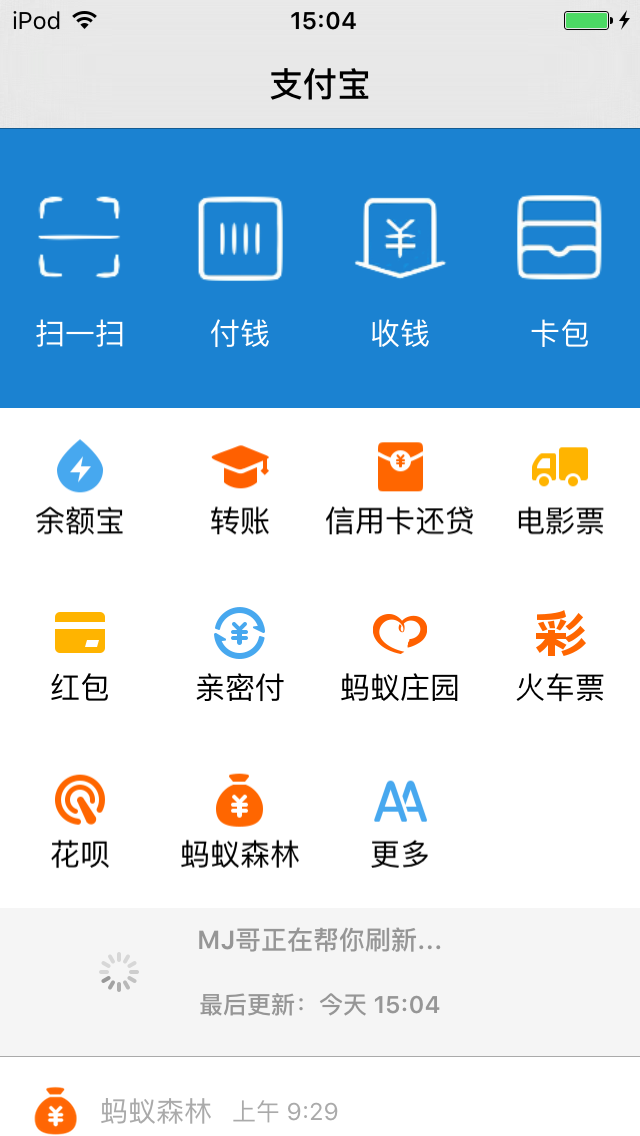 iPod 15:04
支付宝
扫一扫 付钱 收钱 卡包
余额宝 转账 信用卡还贷 电影票
彩
红包 亲密付 蚂蚁庄园 火车票
花呗 蚂蚁森林 更多
MJ哥正在帮你刷新...
最后更新：今天 15:04
蚂蚁森林 上午 9:29